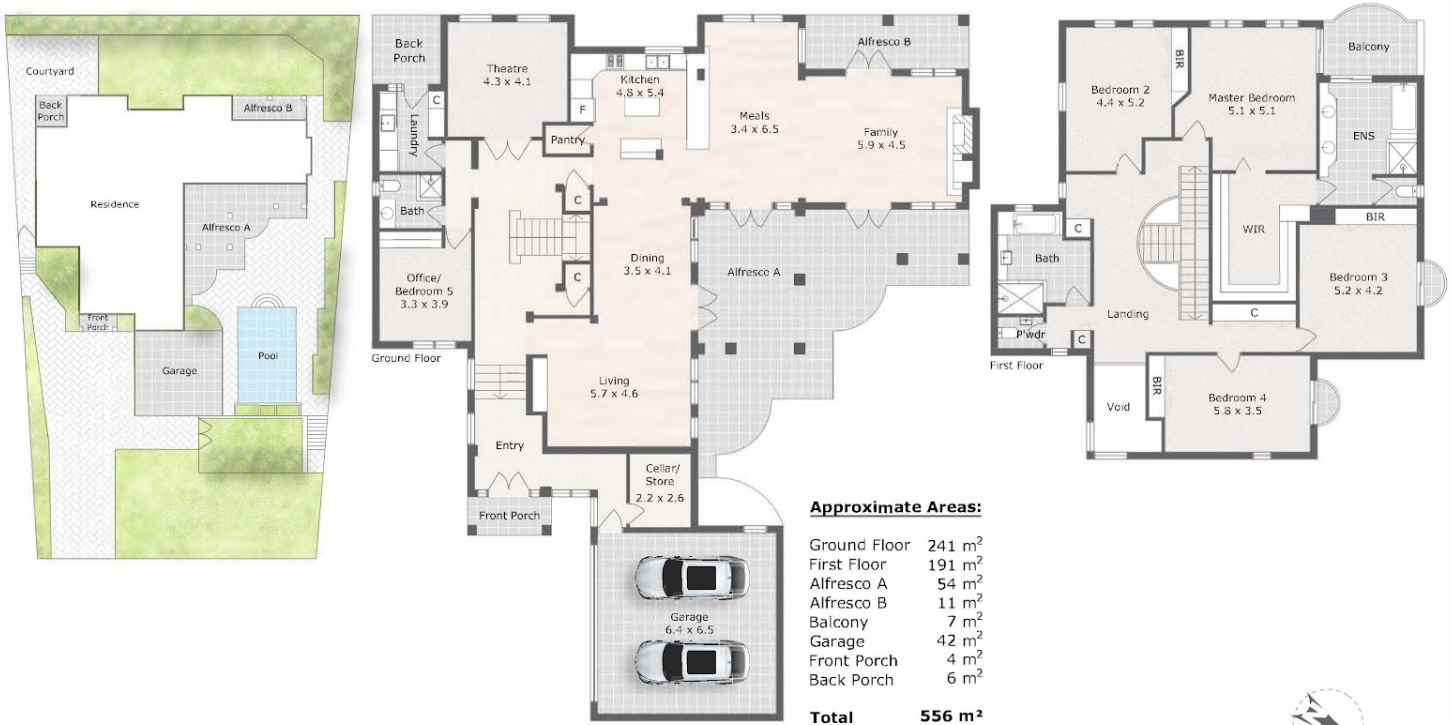 Courtyard
Back
Porch
Alfresco B
Residence
Alfresco A
Front
Porch
Garage
Pool
Back
Porch
Theatre
4.3 x 4.1
Kitchen
4.8 x 5.4
Alfresco B
C
F
Laundry
Pantry
Meals
3.4 x 6.5
Family
5.9 x 4.5
Bath
C
Office/
Bedroom 5
3.3 x 3.9
C
Dining
3.5 x 4.1
Alfresco A
Ground Floor
Living
5.7 x 4.6
Entry
Cellar/
Store
2.2 x 2.6
Front Porch
Garage
6.4 x 6.5
Bedroom 2
4.4 x 5.2
BIR
Master Bedroom
5.1 x 5.1
Balcony
ENS
BIR
C
WIR
Bath
Bedroom 3
5.2 x 4.2
Landing
C
P'wdr
C
First Floor
Void
BIR
Bedroom 4
5.8 x 3.5
Approximate Areas:
Ground Floor 241 m²
First Floor 191 m²
Alfresco A 54 m²
Alfresco B 11 m²
Balcony 7 m²
Garage 42 m²
Front Porch 4 m²
Back Porch 6 m²
Total 556 m²